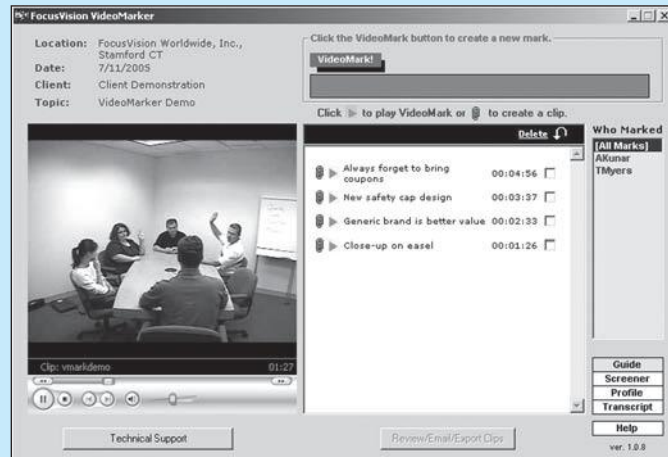 FocusVision VideoMarker
Location: FocusVision Worldwide, Inc.,
Stamford CT
Date: 7/11/2005
Client: Client Demonstration
Topic: VideoMarker Demo
Click the VideoMark button to create a new mark.
VideoMark!
Click to play VideoMark or to create a clip.
Delete
Always forget to bring
coupons 00:04:56
New safety cap design 00:03:37
Generic brand is better value 00:02:33
Close-up on easel 00:01:26
Who Marked
[All Marks]
AKunar
TMyers
Clip: vmarkdemo 01:27
Guide
Screener
Profile
Transcript
Help
ver. 1.0.8
Technical Support
Review/Email/Export Clips